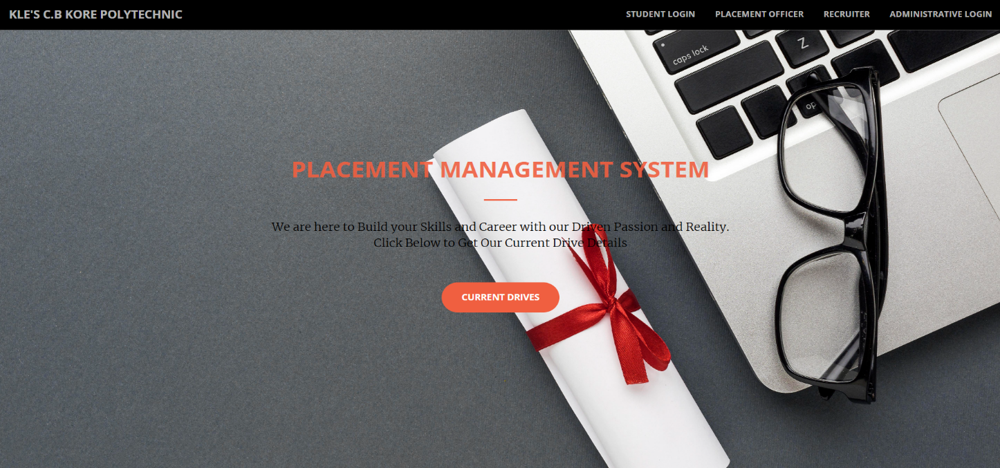 KLE'S C.B KORE POLYTECHNIC
STUDENT LOGIN
PLACEMENT OFFICER
RECRUITER
ADMINISTRATIVE LOGIN
caps lock
Z
PLACEMENT MANAGEMENT SYSTEM
We are here to Build your Skills and Career with our Driven Passion and Reality.
Click Below to Get Our Current Drive Details
CURRENT DRIVES